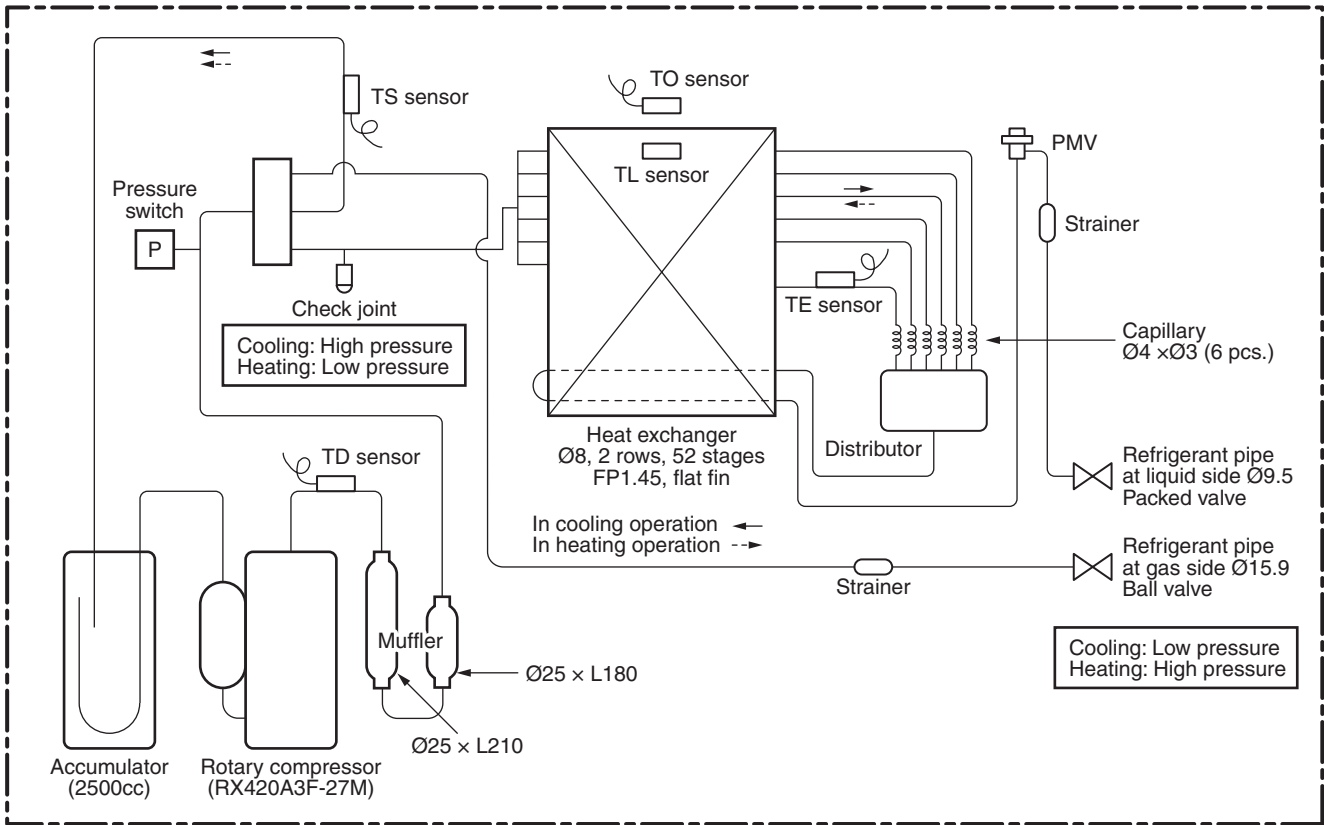 TS sensor
TO sensor
TL sensor
PMV
Pressure
switch
P
Strainer
TE sensor
Check joint
Cooling: High pressure
Heating: Low pressure
Capillary
Ø4 ×Ø3 (6 pcs.)
Heat exchanger
Ø8, 2 rows, 52 stages
FP1.45, flat fin
Distributor
TD sensor
Refrigerant pipe
at liquid side Ø9.5
Packed valve
In cooling operation
In heating operation
Refrigerant pipe
at gas side Ø15.9
Ball valve
Strainer
Muffler
Cooling: Low pressure
Heating: High pressure
Ø25 × L180
Ø25 × L210
Accumulator
(2500cc)
Rotary compressor
(RX420A3F-27M)